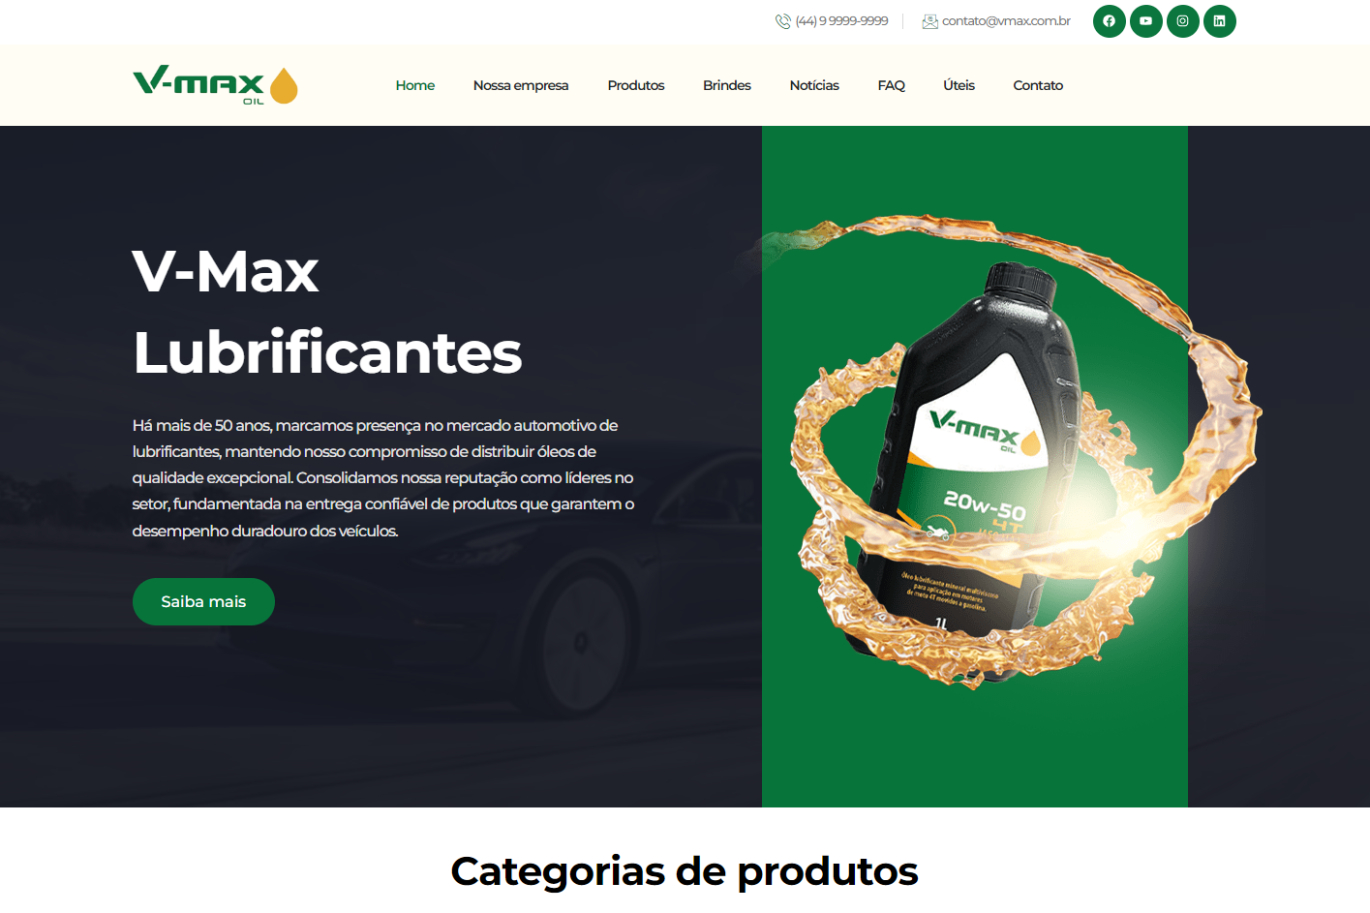 (44) 9 9999-9999
contato@vmax.com.br
V-MAX
OIL
Home
Nossa empresa
Produtos
Brindes
Notícias
FAQ
Úteis
Contato
V-Max
Lubrificantes
Há mais de 50 anos, marcamos presença no mercado automotivo de
lubrificantes, mantendo nosso compromisso de distribuir óleos de
qualidade excepcional. Consolidamos nossa reputação como líderes no
setor, fundamentada na entrega confiável de produtos que garantem o
desempenho duradouro dos veículos.
Saiba mais
V-MAX
OIL
20w-50
4T
Óleo lubrificante mineral multiviscoso
para aplicação em motores
de moto 4T movidos a gasolina.
1L
Categorias de produtos